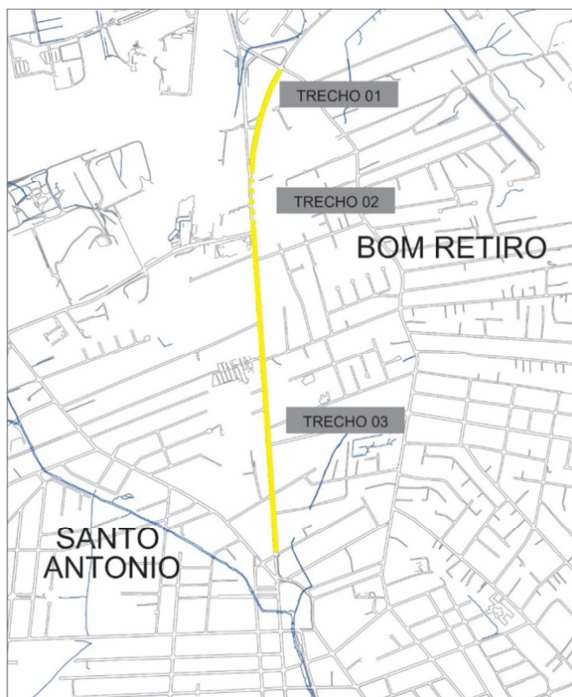 TRECHO 01
TRECHO 02
BOM RETIRO
TRECHO 03
SANTO
ANTONIO